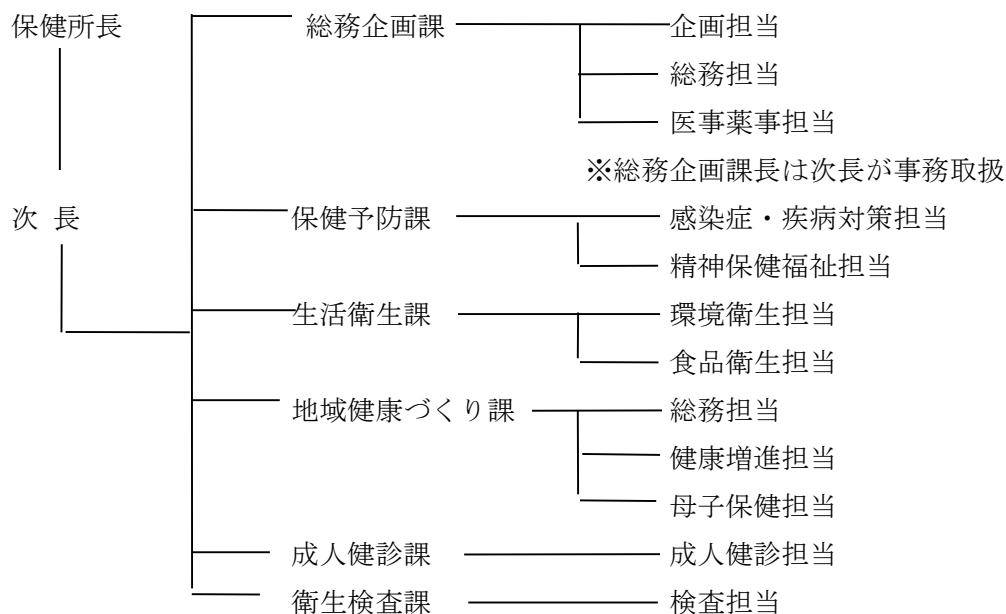 保健所長 総務企画課 企画担当
総務担当
医事薬事担当
※総務企画課長は次長が事務取扱
次 長 保健予防課 感染症・疾病対策担当
精神保健福祉担当
生活衛生課 環境衛生担当
食品衛生担当
地域健康づくり課 総務担当
健康増進担当
母子保健担当
成人健診課 成人健診担当
衛生検査課 検査担当